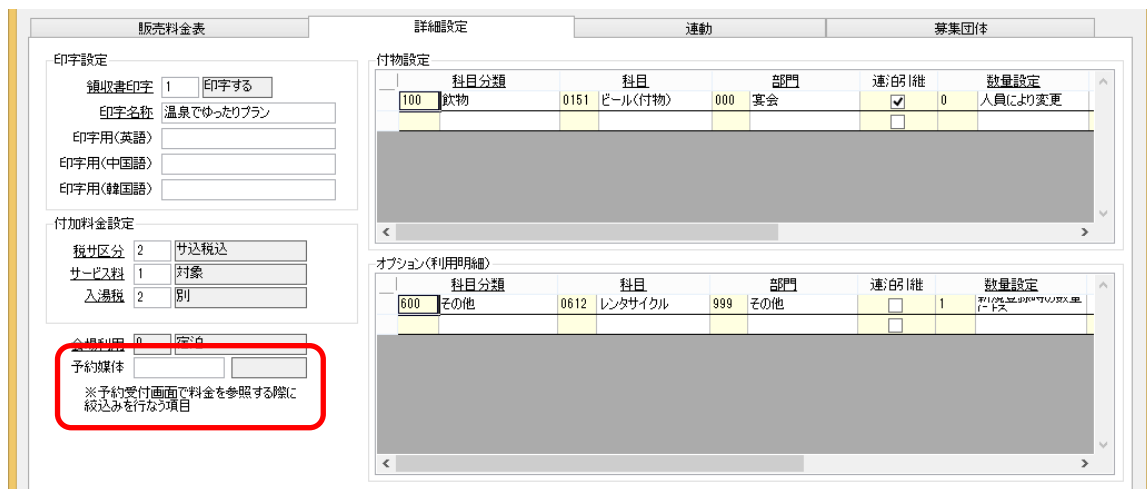 販売料金表
詳細設定
連動
募集団体
印字設定
領収書印字 1 印字する
印字名称 温泉でゆったりプラン
印字用(英語)
印字用(中国語)
印字用(韓国語)
付加料金設定
税サ区分 2 サ込税込
サービス料 1 対象
入湯税 2 別
会場利用 0 宿泊
予約媒体
※予約受付画面で料金を参照する際に
絞込みを行なう項目
付物設定
科目分類 科目 部門 連泊引継 数量設定
100 飲物 0151 ビール(付物) 000 宴会 0 人員により変更
オプション(利用明細)
科目分類 科目 部門 連泊引継 数量設定
600 その他 0612 レンタサイクル 999 その他 1